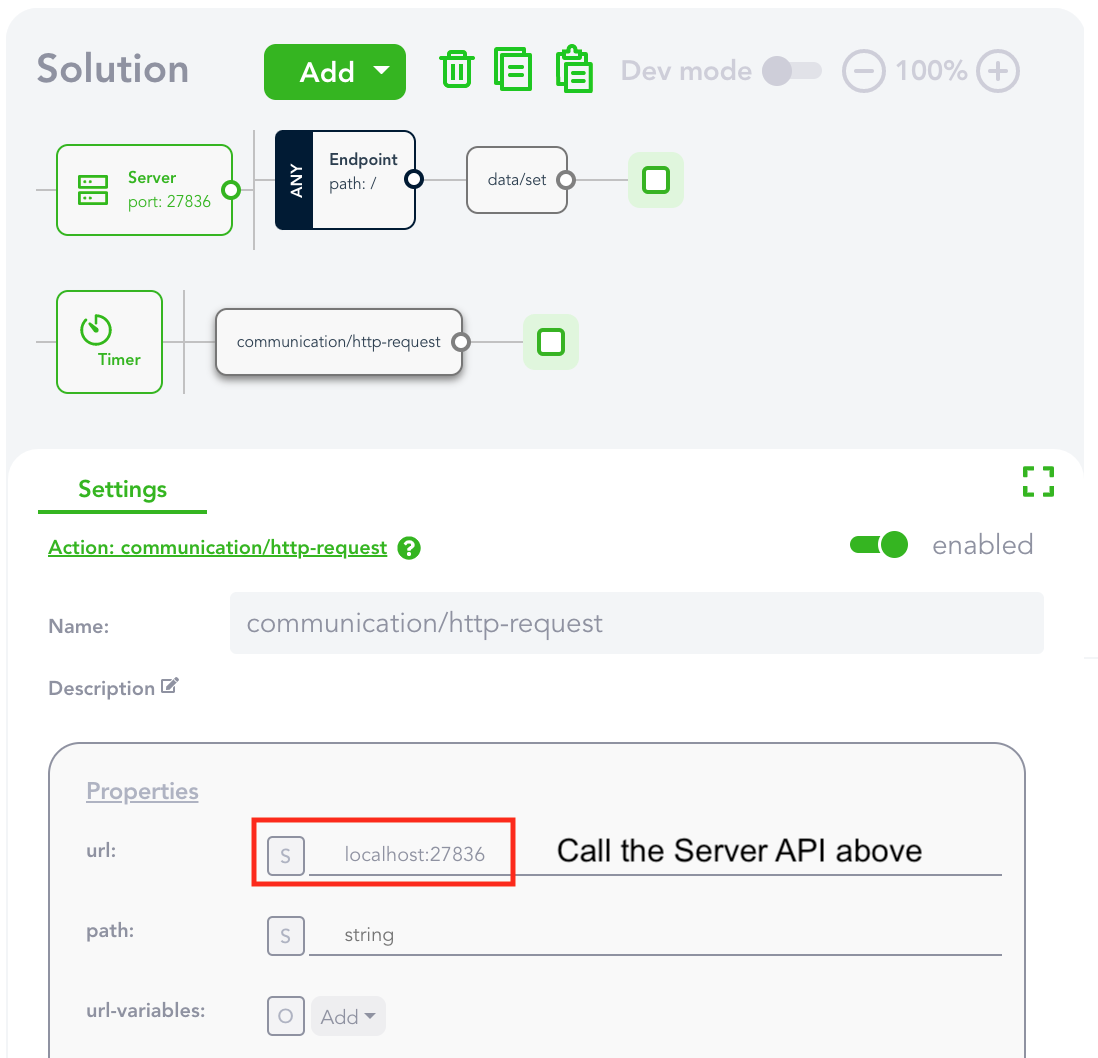 Solution
Add
Dev mode
100%
Server
port: 27836
ANY
Endpoint
path: /
data/set
Timer
communication/http-request
Settings
Action: communication/http-request ?
enabled
Name:
communication/http-request
Description
Properties
url:
S
localhost:27836
Call the Server API above
path:
S
string
url-variables:
O
Add